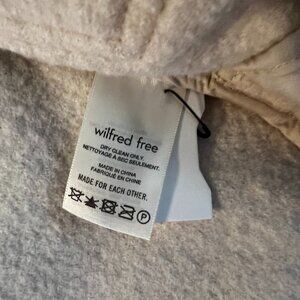 wilfred free
DRY CLEAN ONLY.
NETTOYAGE À SEC SEULEMENT.
MADE IN CHINA
FABRIQUÉ EN CHINE
MADE FOR EACH OTHER.
P